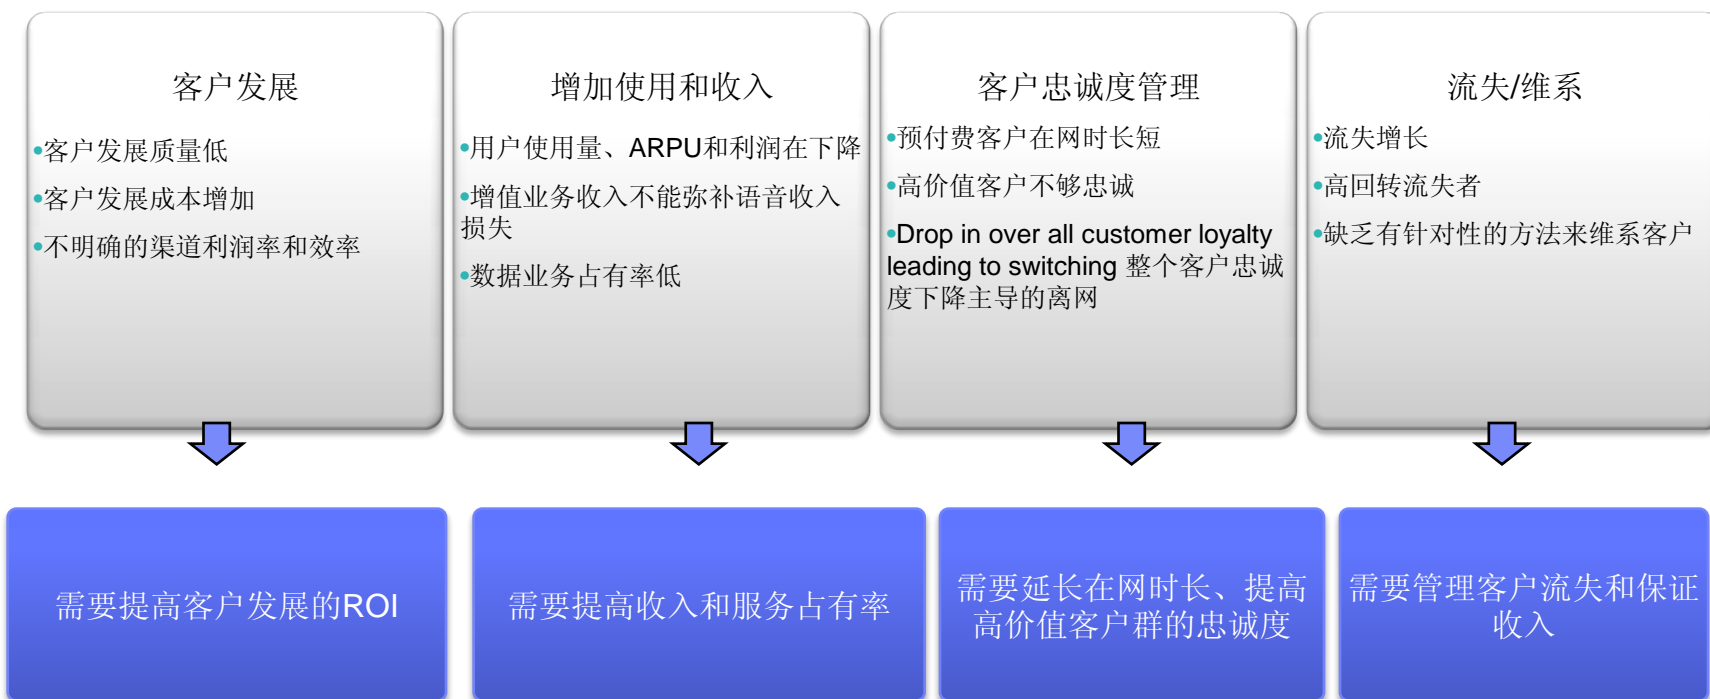 客户发展
•客户发展质量低
•客户发展成本增加
•不明确的渠道利润率和效率
增加使用和收入
•用户使用量、ARPU和利润在下降
•增值业务收入不能弥补语音收入
损失
•数据业务占有率低
客户忠诚度管理
•预付费客户在网时长短
•高价值客户不够忠诚
•Drop in over all customer loyalty
leading to switching 整个客户忠诚
度下降主导的离网
流失/维系
•流失增长
•高回转流失者
•缺乏有针对性的方法来维系客户
需要提高客户发展的ROI
需要提高收入和服务占有率
需要延长在网时长、提高
高价值客户群的忠诚度
需要管理客户流失和保证
收入